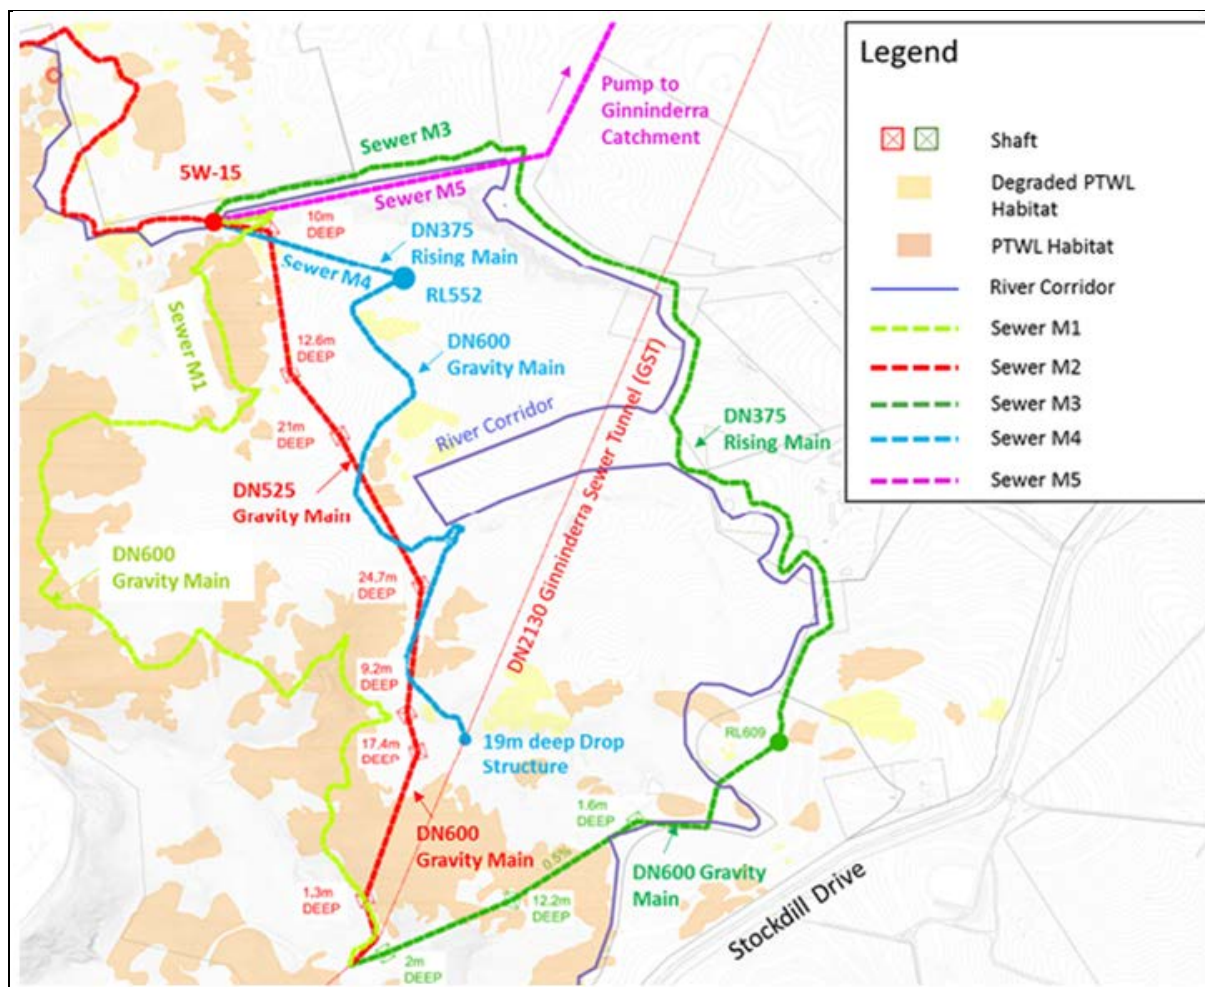 Legend
Shaft
Degraded PTWL
Habitat
PTWL Habitat
River Corridor
Sewer M1
Sewer M2
Sewer M3
Sewer M4
Sewer M5
Pump to
Ginninderra
Catchment
Sewer M3
5W-15
Sewer M5
10m
DEEP
DN375
Rising Main
Sewer M4
RL552
Sewer M1
12.6m
DEEP
DN600
Gravity Main
DN2130 Ginninderra Sewer Tunnel (GST)
River Corridor
21m
DEEP
DN375
Rising Main
DN525
Gravity Main
DN600
Gravity Main
24.7m
DEEP
9.2m
DEEP
17.4m
DEEP
19m deep Drop
Structure
RL609
1.6m
DEEP
DN600
Gravity Main
0.5%
DN600 Gravity
Main
1.3m
DEEP
12.2m
DEEP
Stockdill Drive
2m
DEEP